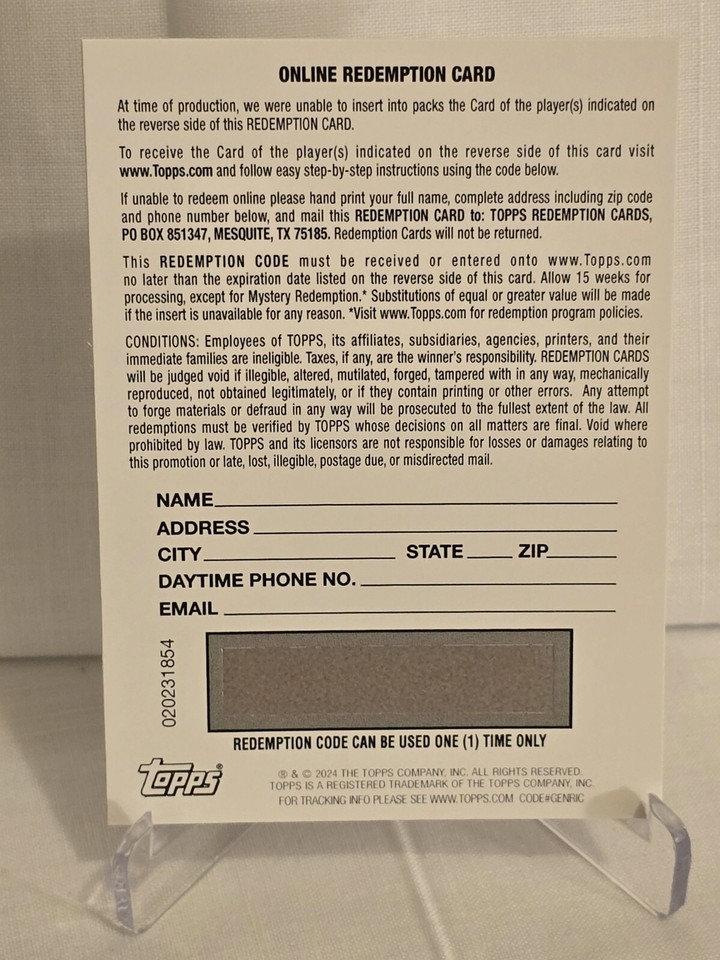 ONLINE REDEMPTION CARD
At time of production, we were unable to insert into packs the Card of the player(s) indicated on
the reverse side of this REDEMPTION CARD.
To receive the Card of the player(s) indicated on the reverse side of this card visit
www.Topps.com and follow easy step-by-step instructions using the code below.
If unable to redeem online please hand print your full name, complete address including zip code
and phone number below, and mail this REDEMPTION CARD to: TOPPS REDEMPTION CARDS,
PO BOX 851347, MESQUITE, TX 75185. Redemption Cards will not be returned.
This REDEMPTION CODE must be received or entered onto www.Topps.com
no later than the expiration date listed on the reverse side of this card. Allow 15 weeks for
processing, except for Mystery Redemption.* Substitutions of equal or greater value will be made
if the insert is unavailable for any reason. *Visit www.Topps.com for redemption program policies.
CONDITIONS: Employees of TOPPS, its affiliates, subsidiaries, agencies, printers, and their
immediate families are ineligible. Taxes, if any, are the winner's responsibility. REDEMPTION CARDS
will be judged void if illegible, altered, mutilated, forged, tampered with in any way, mechanically
reproduced, not obtained legitimately, or if they contain printing or other errors. Any attempt
to forge materials or defraud in any way will be prosecuted to the fullest extent of the law. All
redemptions must be verified by TOPPS whose decisions on all matters are final. Void where
prohibited by law. TOPPS and its licensors are not responsible for losses or damages relating to
this promotion or late, lost, illegible, postage due, or misdirected mail.
NAME
ADDRESS
CITY STATE ZIP
DAYTIME PHONE NO.
EMAIL
020231854
REDEMPTION CODE CAN BE USED ONE (1) TIME ONLY
Topps®
® & © 2024 THE TOPPS COMPANY, INC. ALL RIGHTS RESERVED.
TOPPS IS A REGISTERED TRADEMARK OF THE TOPPS COMPANY, INC.
FOR TRACKING INFO PLEASE SEE WWW.TOPPS.COM CODE#GENRIC